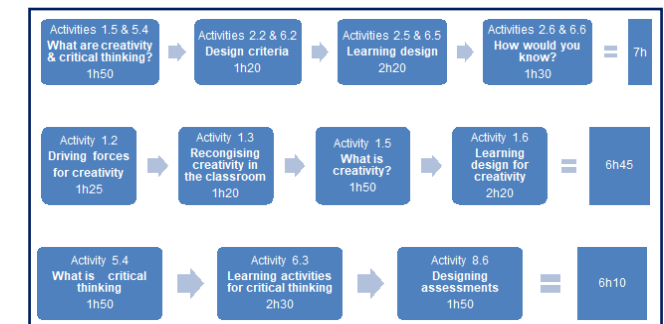 Activities 1.5 & 5.4
What are creativity
& critical thinking?
1h50
Activities 2.2 & 6.2
Design criteria
1h20
Activities 2.5 & 6.5
Learning design
2h20
Activities 2.6 & 6.6
How would you
know?
1h30
=
7h
Activity 1.2
Driving forces
for creativity
1h25
Activity 1.3
Recongising
creativity in
the classroom
1h20
Activity 1.5
What is
creativity?
1h50
Activity 1.6
Learning
design for
creativity
2h20
=
6h45
Activity 5.4
What is critical
thinking
1h50
Activity 6.3
Learning activities
for critical thinking
2h30
Activity 8.6
Designing
assessments
1h50
=
6h10